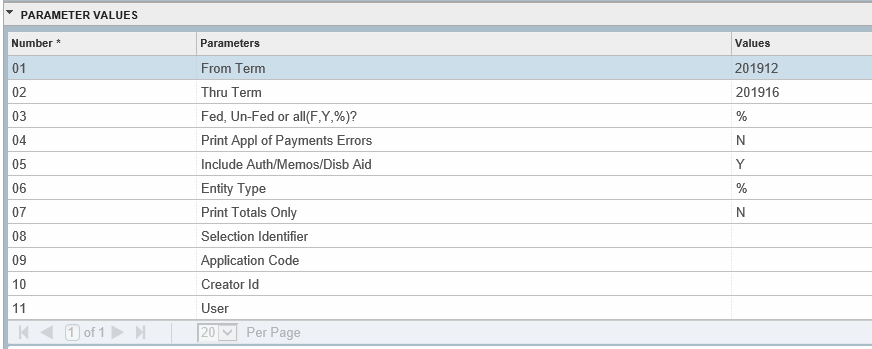 PARAMETER VALUES
Number * Parameters Values
01 From Term 201912
02 Thru Term 201916
03 Fed, Un-Fed or all(F,Y,%)? %
04 Print Appl of Payments Errors N
05 Include Auth/Memos/Disb Aid Y
06 Entity Type %
07 Print Totals Only N
08 Selection Identifier
09 Application Code
10 Creator Id
11 User
1 of 1 20 Per Page